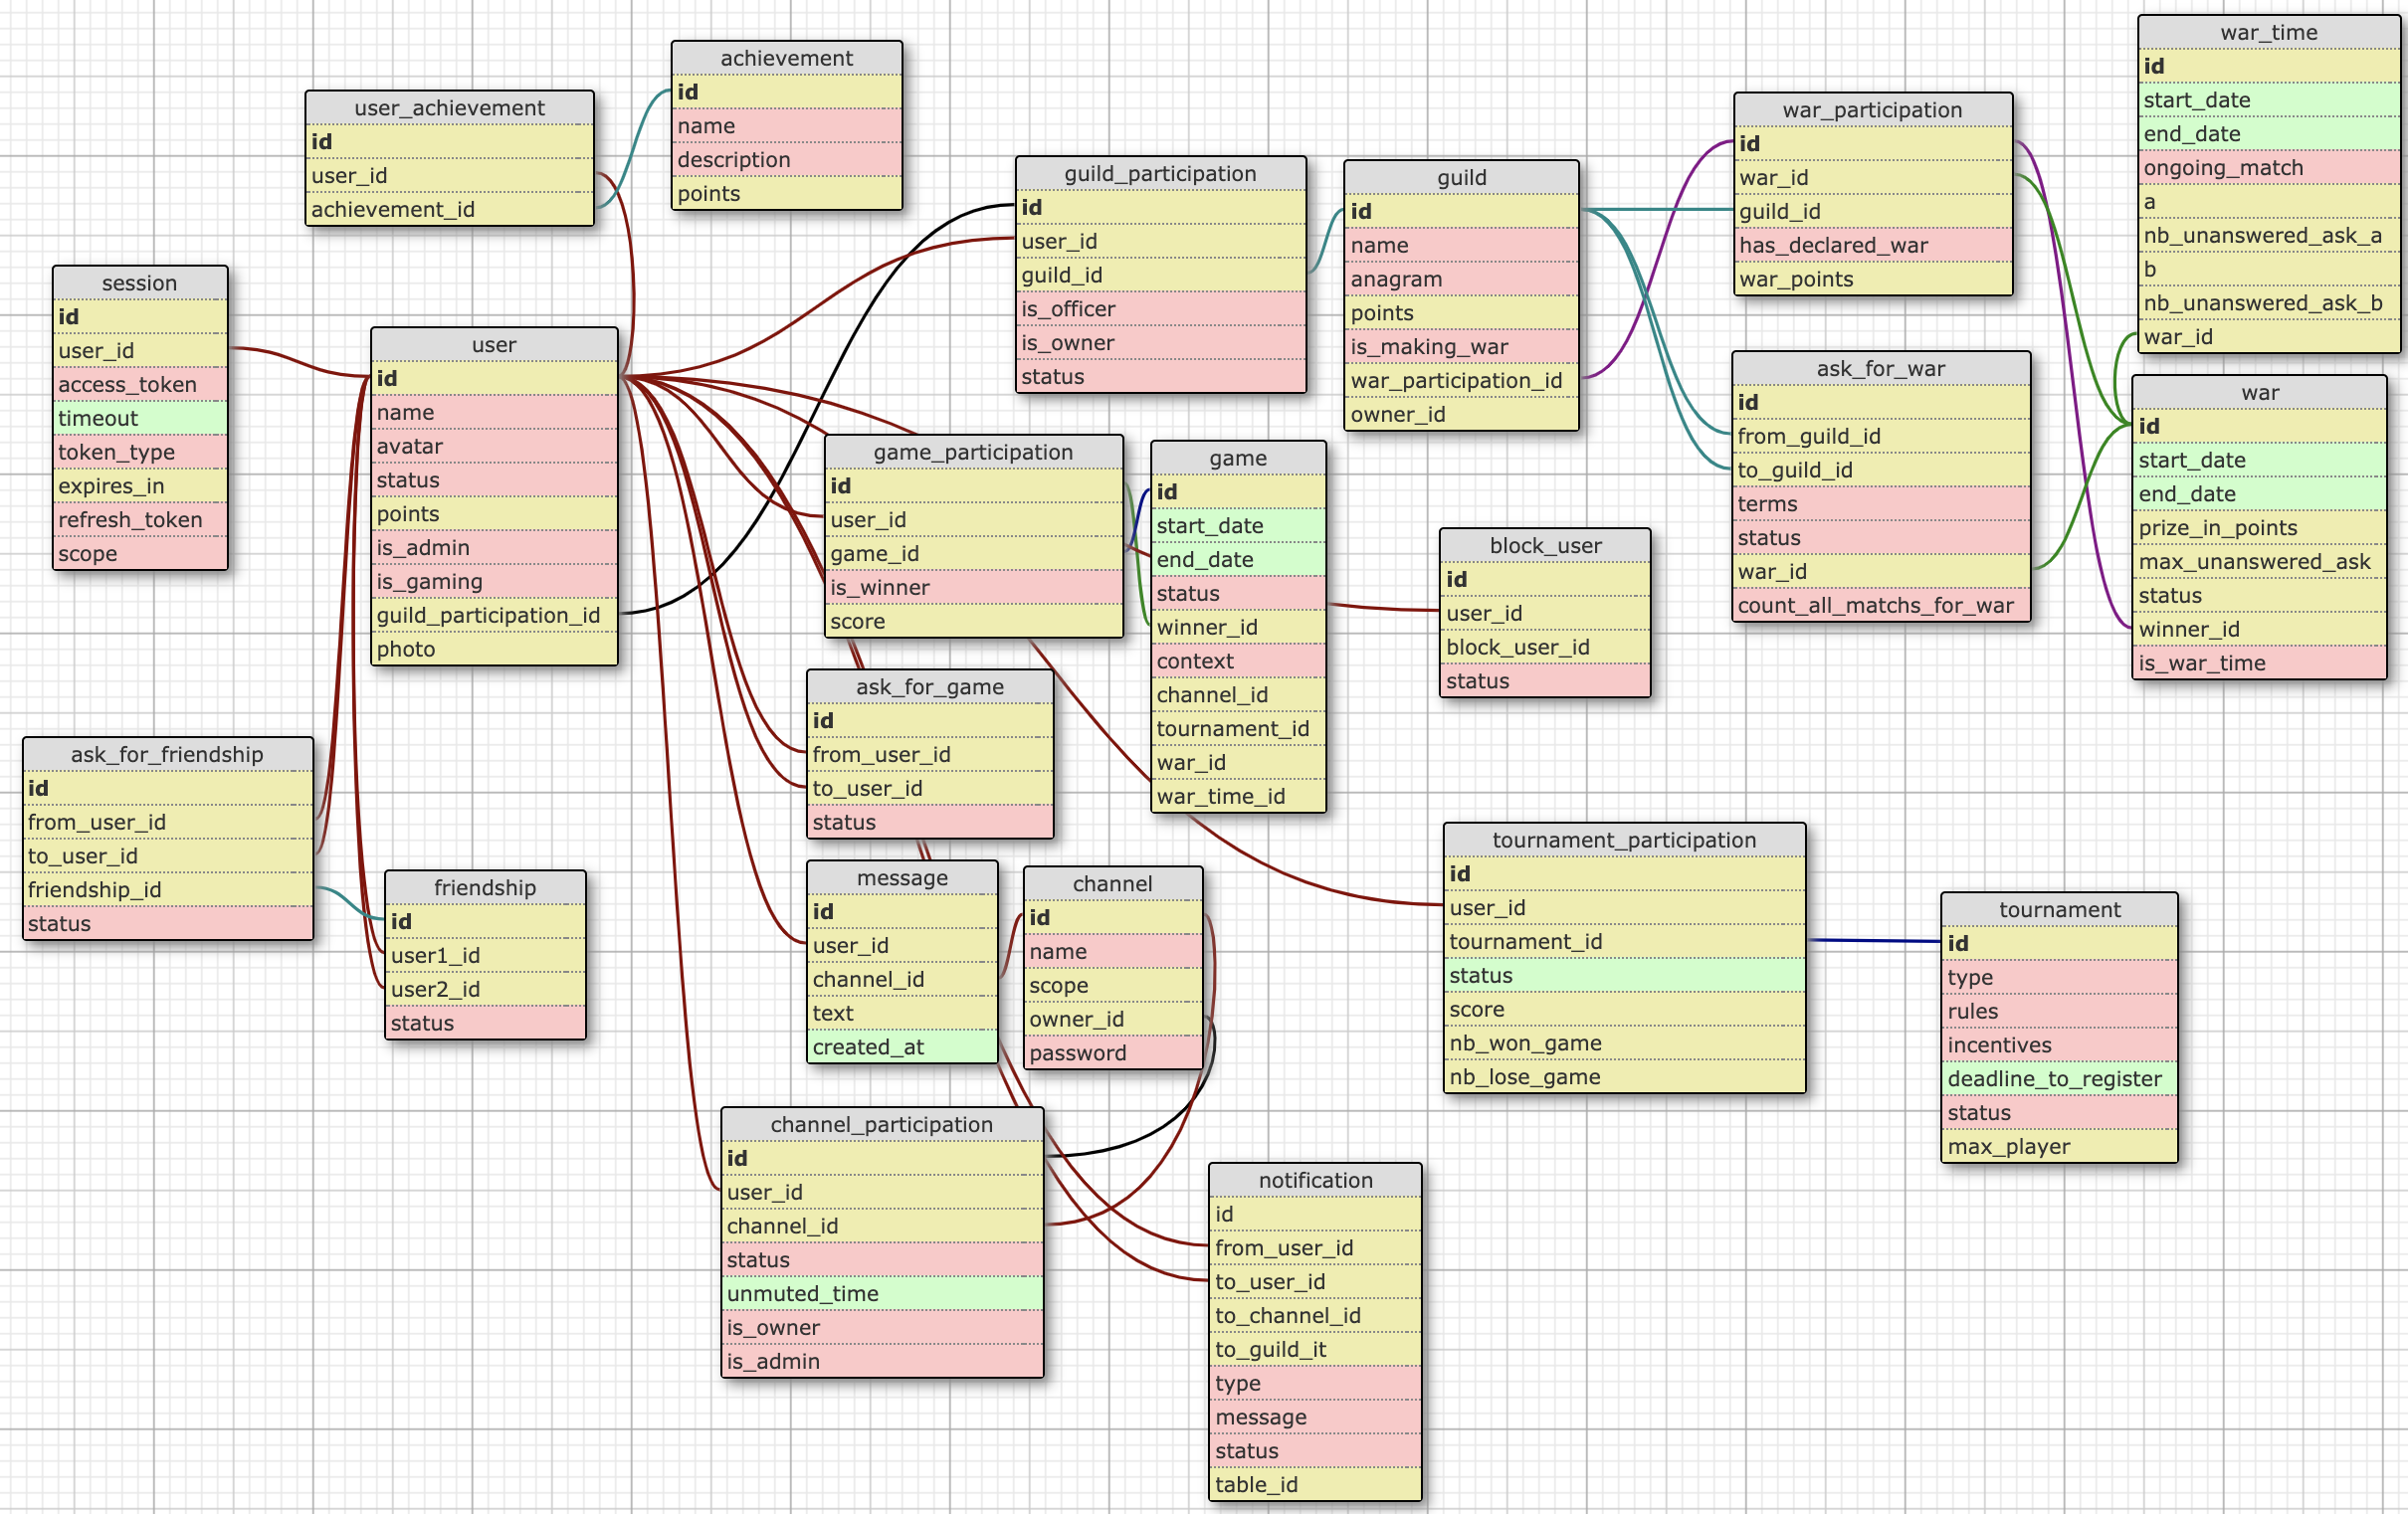 achievement
id
name
description
points
user_achievement
id
user_id
achievement_id
session
id
user_id
access_token
timeout
token_type
expires_in
refresh_token
scope
user
id
name
avatar
status
points
is_admin
is_gaming
guild_participation_id
photo
guild_participation
id
user_id
guild_id
is_officer
is_owner
status
guild
id
name
anagram
points
is_making_war
war_participation_id
owner_id
war_participation
id
war_id
guild_id
has_declared_war
war_points
war_time
id
start_date
end_date
ongoing_match
a
nb_unanswered_ask_a
b
nb_unanswered_ask_b
war_id
ask_for_war
id
from_guild_id
to_guild_id
terms
status
war_id
count_all_matchs_for_war
war
id
start_date
end_date
prize_in_points
max_unanswered_ask
status
winner_id
is_war_time
game_participation
id
user_id
game_id
is_winner
score
game
id
start_date
end_date
status
winner_id
context
channel_id
tournament_id
war_id
war_time_id
block_user
id
user_id
block_user_id
status
ask_for_game
id
from_user_id
to_user_id
status
ask_for_friendship
id
from_user_id
to_user_id
friendship_id
status
friendship
id
user1_id
user2_id
status
message
id
user_id
channel_id
text
created_at
channel
id
name
scope
owner_id
password
tournament_participation
id
user_id
tournament_id
status
score
nb_won_game
nb_lose_game
tournament
id
type
rules
incentives
deadline_to_register
status
max_player
channel_participation
id
user_id
channel_id
status
unmuted_time
is_owner
is_admin
notification
id
from_user_id
to_user_id
to_channel_id
to_guild_it
type
message
status
table_id